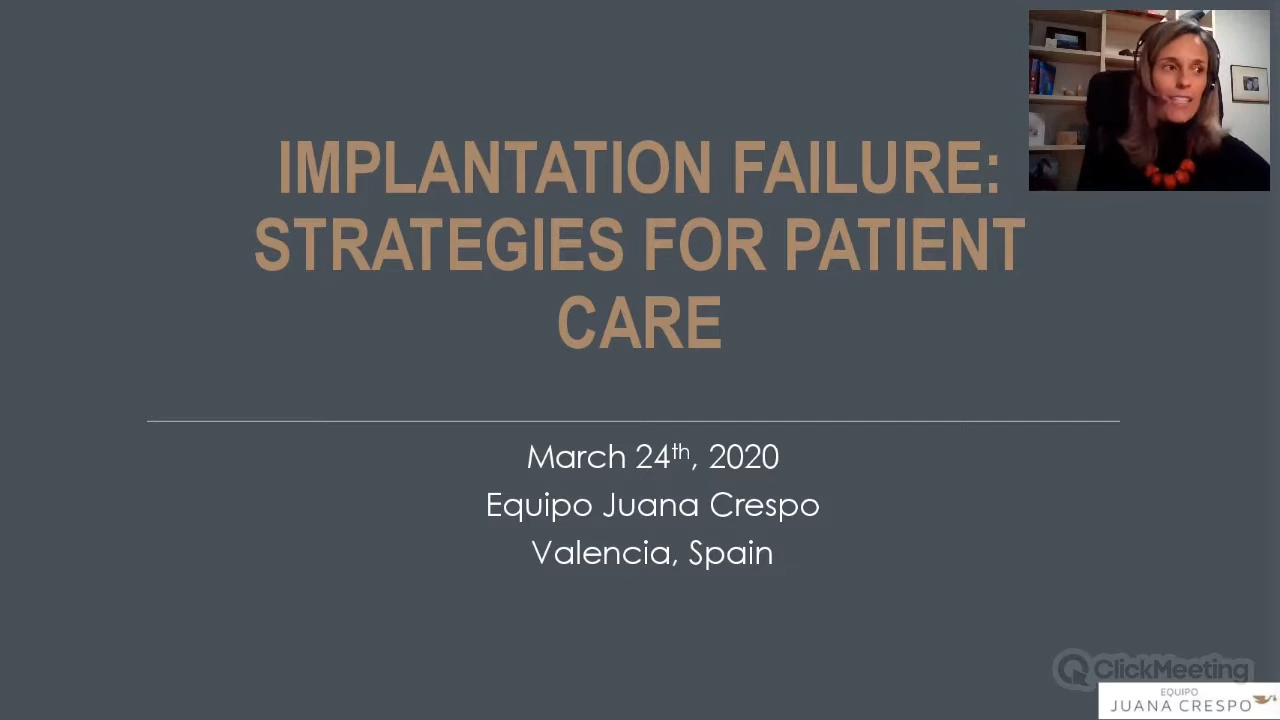 IMPLANTATION FAILURE:
STRATEGIES FOR PATIENT
CARE
March 24th, 2020
Equipo Juana Crespo
Valencia, Spain
ClickMeeting
EQUIPO
JUANA CRESPO